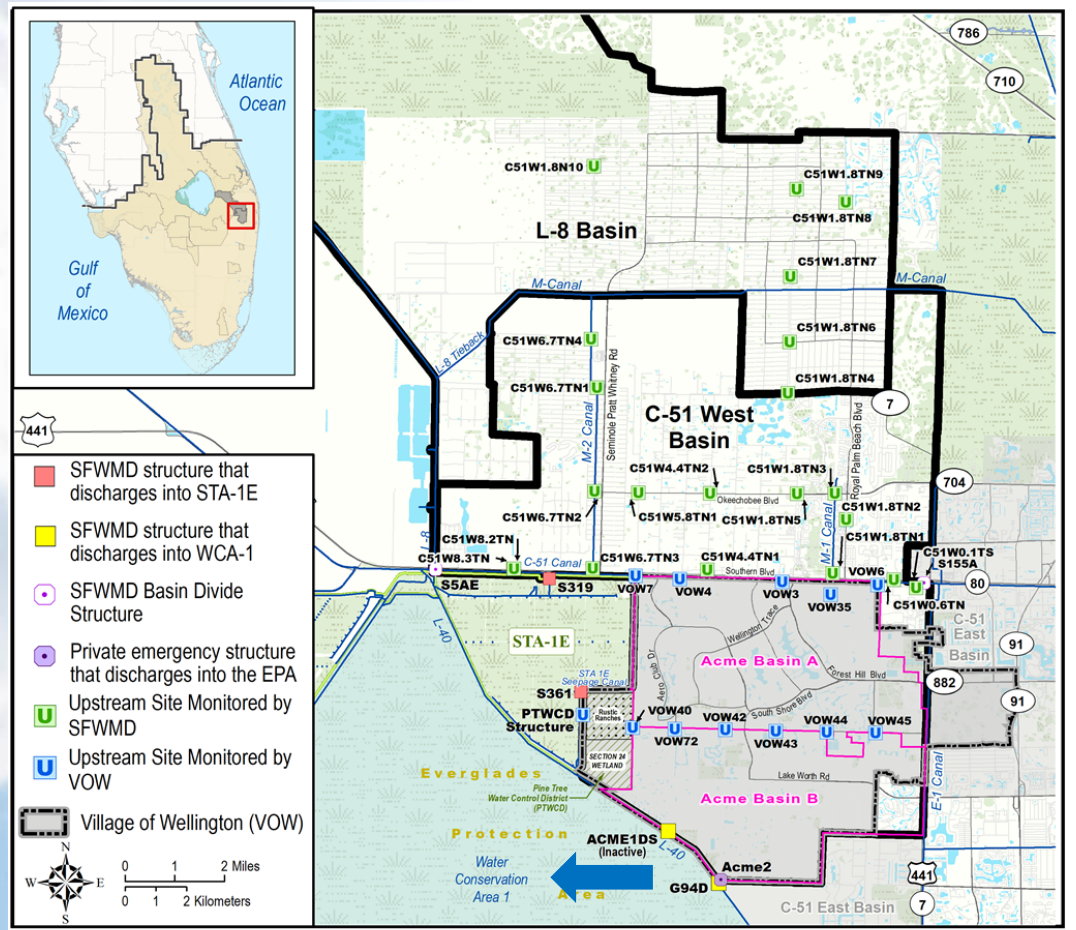 Atlantic
Ocean
Gulf
of
Mexico
441
SFWMD structure that
discharges into STA-1E
SFWMD structure that
discharges into WCA-1
SFWMD Basin Divide
Structure
Private emergency structure
that discharges into the EPA
U
Upstream Site Monitored by
SFWMD
U
Upstream Site Monitored by
VOW
Village of Wellington (VOW)
N
W
E
S
0 1 2 Miles
0 1 2 Kilometers
786
710
C51W1.8N10
C51W1.8TN9
C51W1.8TN8
L-8 Basin
C51W1.8TN7
M-Canal
M-Canal
L-8 Tieback
C51W6.7TN4
C51W1.8TN6
C51W6.7TN1
C51W1.8TN4
Seminole Pratt Whitney Rd
M-2 Canal
7
C-51 West
Basin
Royal Palm Beach Blvd
C51W4.4TN2
C51W1.8TN3
704
Okeechobee Blvd
C51W6.7TN2
C51W5.8TN1
C51W1.8TN5
C51W1.8TN2
M-1 Canal
C51W8.2TN
C51W1.8TN1
L-8
C51W8.3TN
C-51 Canal
C51W6.7TN3
C51W4.4TN1
Southern Blvd
VOW6
C51W0.1TS
S155A
80
S5AE
S319
VOW7
VOW4
VOW3
VOW35
C51W0.6TN
L-40
STA-1E
Wellington Trace
C-51
East
Basin
91
Acme Basin A
Aero Club Dr
Forest Hill Blvd
882
STA 1E
Seepage Canal
S361
Rustic
Ranches
South Shore Blvd
91
PTWCD
Structure
VOW40
VOW72
VOW42
VOW43
VOW44
VOW45
SECTION 24
WETLAND
Everglades
Lake Worth Rd
Pine Tree
Water Control District
(PTWCD)
Acme Basin B
E-1 Canal
Protection
ACME1DS
(Inactive)
L-40
Water
Conservation
Area 1
Area
Acme2
G94D
441
7
C-51 East Basin